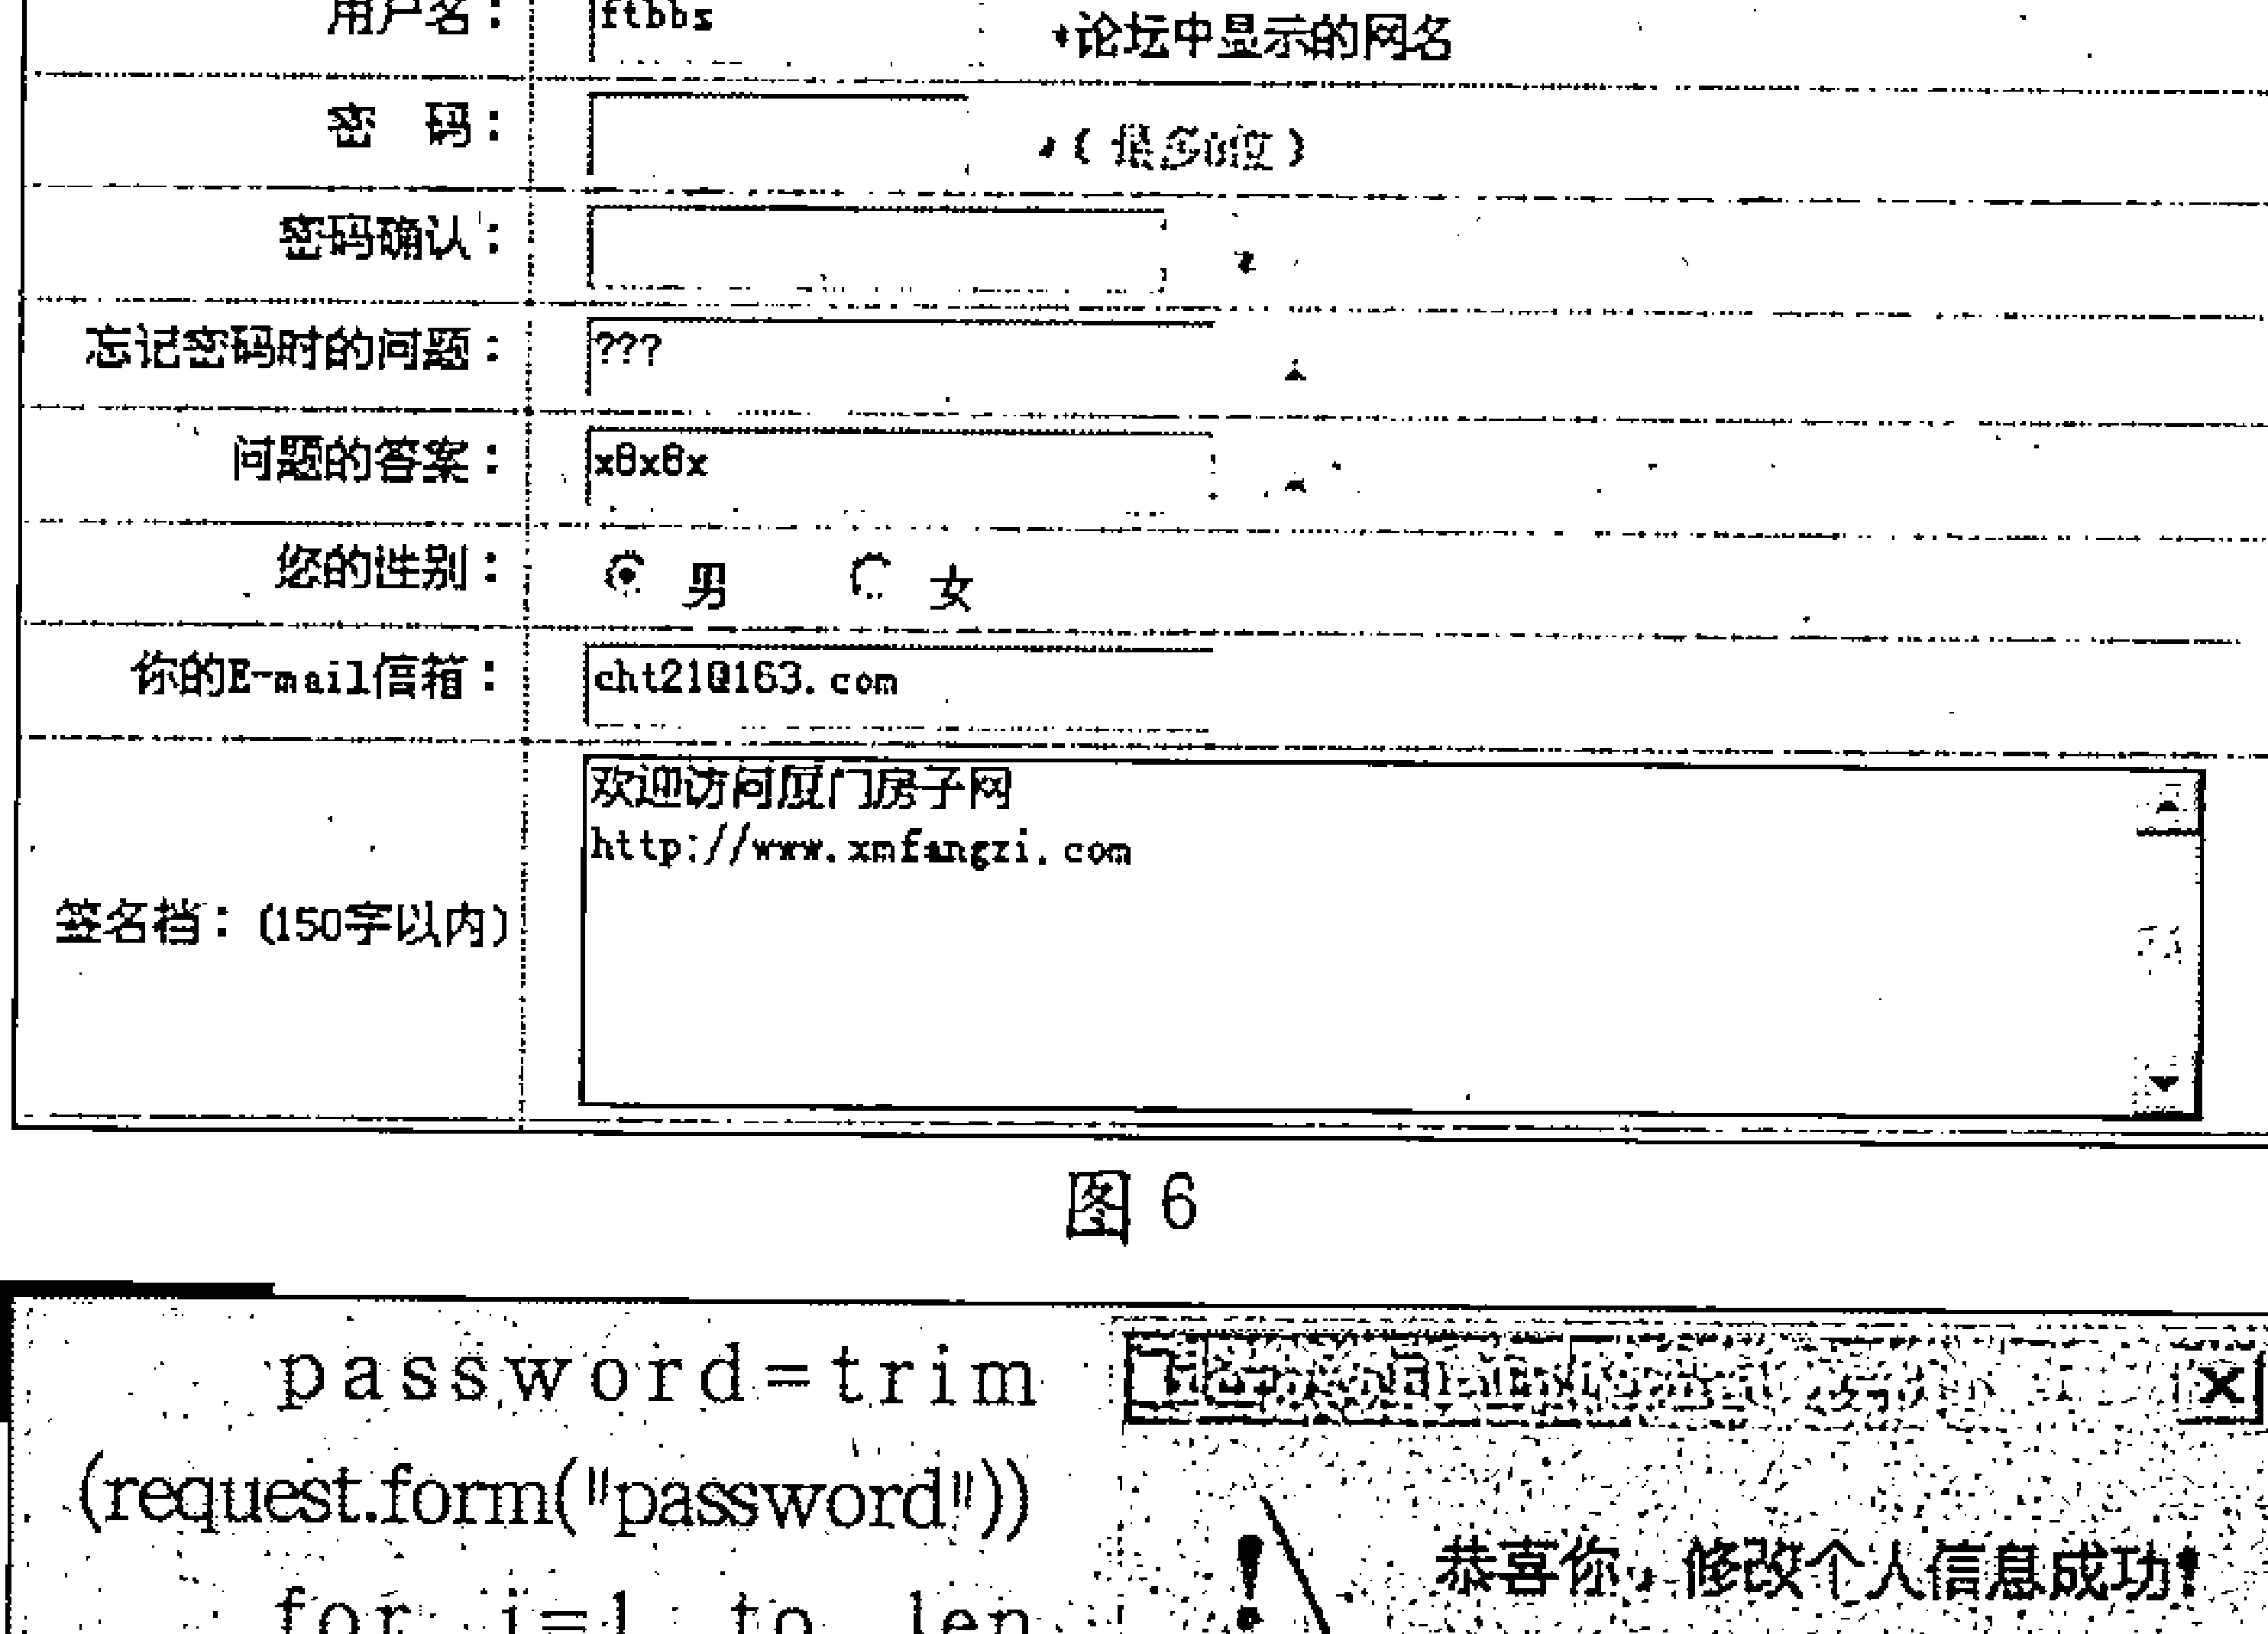 用户名： ftbbs *论坛中显示的网名
密 码： *(最多8位)
密码确认： *
忘记密码时的问题： ???
问题的答案： x8x8x
您的性别： 男 女
你的E-mail信箱： cht21@163.com
欢迎访问厦门房子网
http://www.xmfangzi.com
签名档：(150字以内)
图 6
password=trim
(request.form("password"))
for i=1 to len
恭喜你，修改个人信息成功！